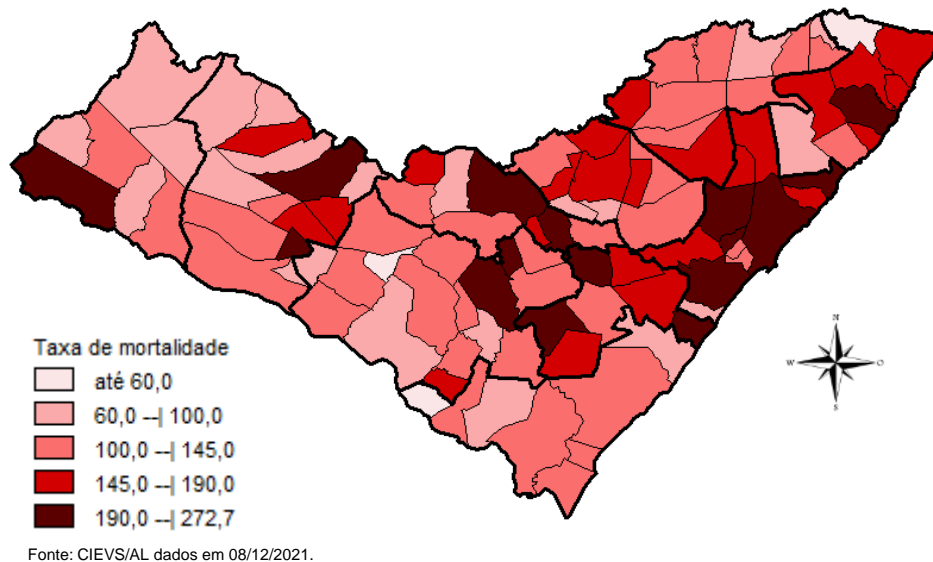 N
W
O
S
Taxa de mortalidade
até 60,0
60,0 --| 100,0
100,0 --| 145,0
145,0 --| 190,0
190,0 --| 272,7
Fonte: CIEVS/AL dados em 08/12/2021.